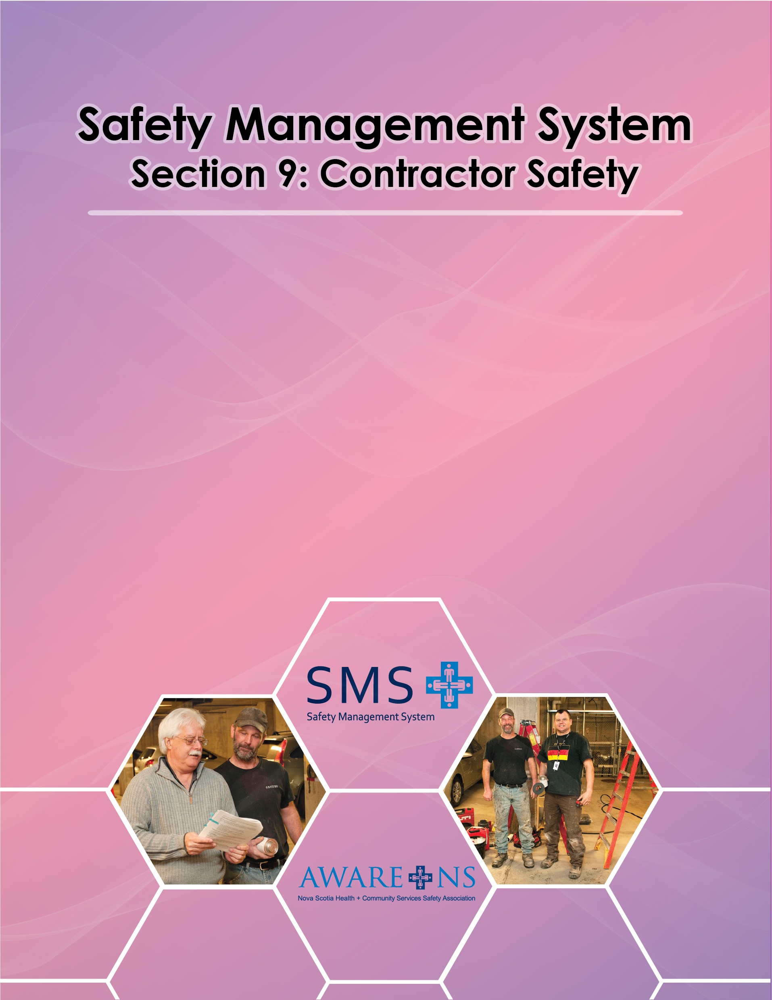 Safety Management System
Section 9: Contractor Safety
SMS
Safety Management System
contrac
AWARE NS
Nova Scotia Health + Community Services Safety Association